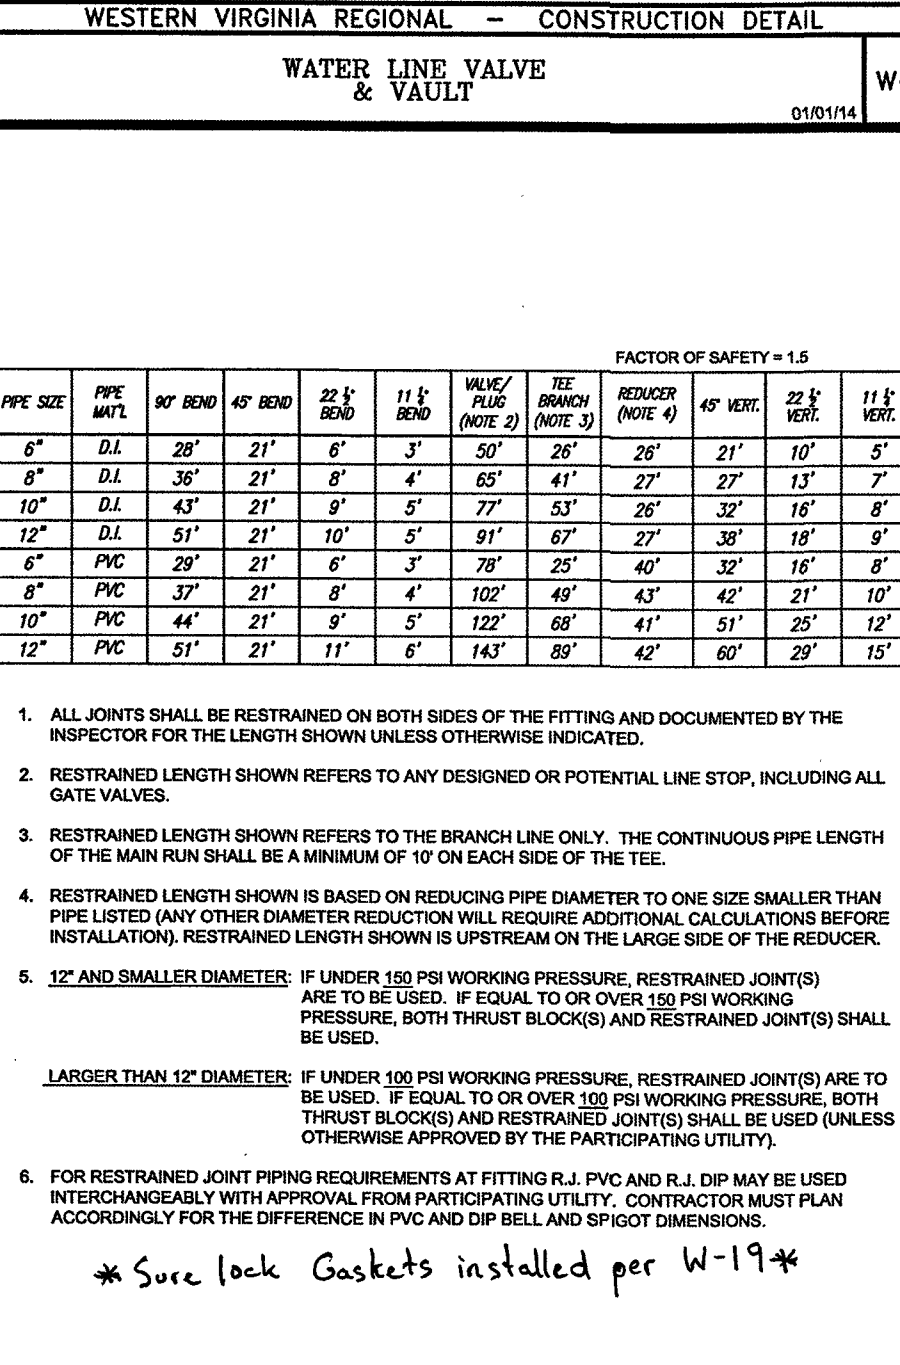 WESTERN VIRGINIA REGIONAL — CONSTRUCTION DETAIL
WATER LINE VALVE
& VAULT
W-
01/01/14
FACTOR OF SAFETY = 1.5
PIPE SIZE PIPE MAT'L 90° BEND 45° BEND 22 ½° BEND 11 ¼° BEND VALVE/ PLUG (NOTE 2) TEE BRANCH (NOTE 3) REDUCER (NOTE 4) 45° VERT. 22 ½° VERT. 11 ¼° VERT.
6" D.I. 28' 21' 6' 3' 50' 26' 26' 21' 10' 5'
8" D.I. 36' 21' 8' 4' 65' 41' 27' 27' 13' 7'
10" D.I. 43' 21' 9' 5' 77' 53' 26' 32' 16' 8'
12" D.I. 51' 21' 10' 5' 91' 67' 27' 38' 18' 9'
6" PVC 29' 21' 6' 3' 78' 25' 40' 32' 16' 8'
8" PVC 37' 21' 8' 4' 102' 49' 43' 42' 21' 10'
10" PVC 44' 21' 9' 5' 122' 68' 41' 51' 25' 12'
12" PVC 51' 21' 11' 6' 143' 89' 42' 60' 29' 15'
1. ALL JOINTS SHALL BE RESTRAINED ON BOTH SIDES OF THE FITTING AND DOCUMENTED BY THE
INSPECTOR FOR THE LENGTH SHOWN UNLESS OTHERWISE INDICATED.
2. RESTRAINED LENGTH SHOWN REFERS TO ANY DESIGNED OR POTENTIAL LINE STOP, INCLUDING ALL
GATE VALVES.
3. RESTRAINED LENGTH SHOWN REFERS TO THE BRANCH LINE ONLY. THE CONTINUOUS PIPE LENGTH
OF THE MAIN RUN SHALL BE A MINIMUM OF 10' ON EACH SIDE OF THE TEE.
4. RESTRAINED LENGTH SHOWN IS BASED ON REDUCING PIPE DIAMETER TO ONE SIZE SMALLER THAN
PIPE LISTED (ANY OTHER DIAMETER REDUCTION WILL REQUIRE ADDITIONAL CALCULATIONS BEFORE
INSTALLATION). RESTRAINED LENGTH SHOWN IS UPSTREAM ON THE LARGE SIDE OF THE REDUCER.
5. 12" AND SMALLER DIAMETER: IF UNDER 150 PSI WORKING PRESSURE, RESTRAINED JOINT(S)
ARE TO BE USED. IF EQUAL TO OR OVER 150 PSI WORKING
PRESSURE, BOTH THRUST BLOCK(S) AND RESTRAINED JOINT(S) SHALL
BE USED.
LARGER THAN 12" DIAMETER: IF UNDER 100 PSI WORKING PRESSURE, RESTRAINED JOINT(S) ARE TO
BE USED. IF EQUAL TO OR OVER 100 PSI WORKING PRESSURE, BOTH
THRUST BLOCK(S) AND RESTRAINED JOINT(S) SHALL BE USED (UNLESS
OTHERWISE APPROVED BY THE PARTICIPATING UTILITY).
6. FOR RESTRAINED JOINT PIPING REQUIREMENTS AT FITTING R.J. PVC AND R.J. DIP MAY BE USED
INTERCHANGEABLY WITH APPROVAL FROM PARTICIPATING UTILITY. CONTRACTOR MUST PLAN
ACCORDINGLY FOR THE DIFFERENCE IN PVC AND DIP BELL AND SPIGOT DIMENSIONS.
* Sure lock Gaskets installed per W-19 *